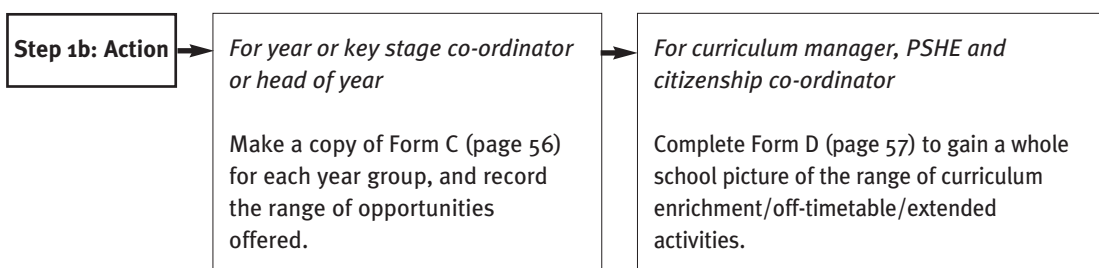 Step 1b: Action
For year or key stage co-ordinator
or head of year
Make a copy of Form C (page 56)
for each year group, and record
the range of opportunities
offered.
For curriculum manager, PSHE and
citizenship co-ordinator
Complete Form D (page 57) to gain a whole
school picture of the range of curriculum
enrichment/off-timetable/extended
activities.